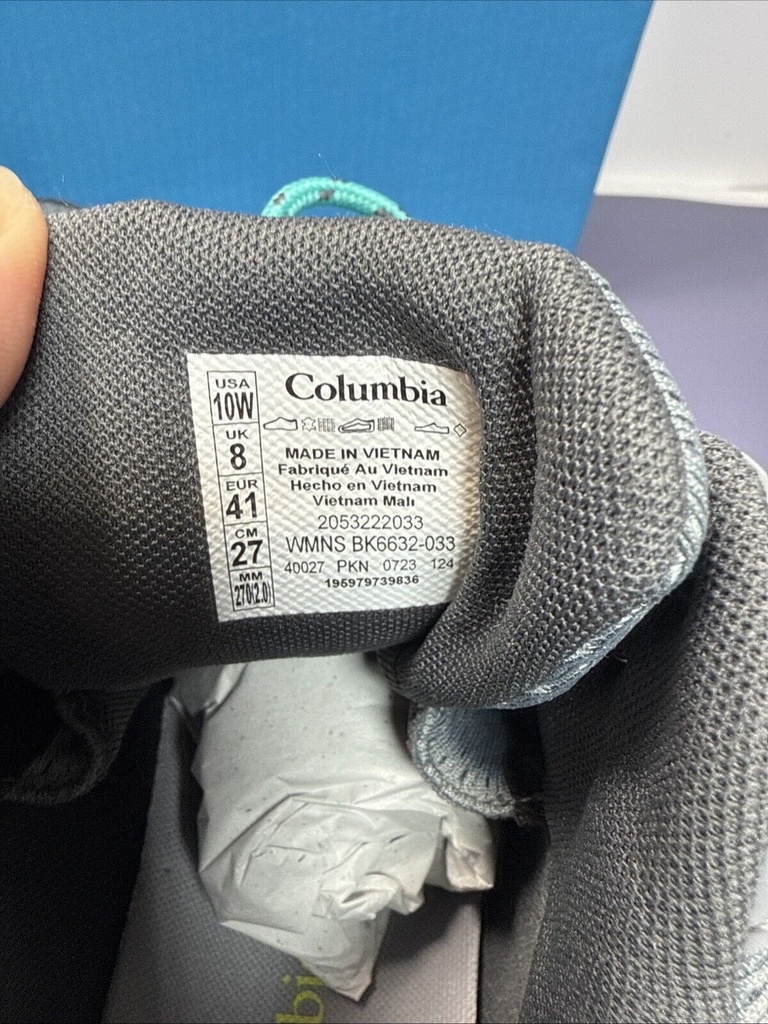 USA
10W
UK
8
EUR
41
CM
27
MM
270(2.0)
Columbia
MADE IN VIETNAM
Fabriqué Au Vietnam
Hecho en Vietnam
Vietnam Malı
2053222033
WMNS BK6632-033
40027 PKN 0723 124
195979739836
bi